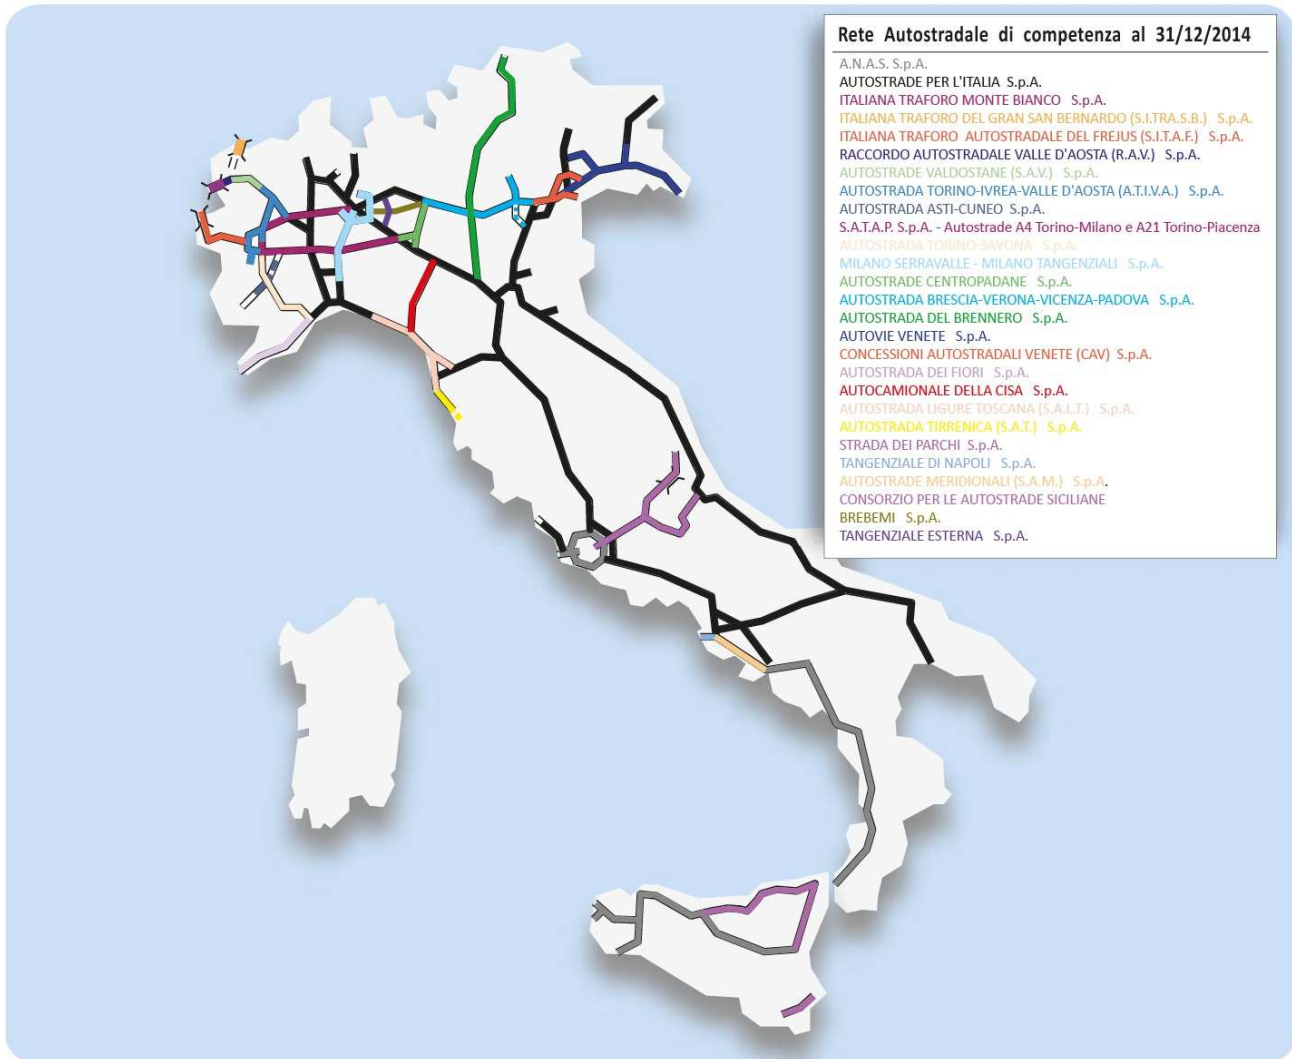 Rete Autostradale di competenza al 31/12/2014
A.N.A.S. S.p.A.
AUTOSTRADE PER L'ITALIA S.p.A.
ITALIANA TRAFORO MONTE BIANCO S.p.A.
ITALIANA TRAFORO DEL GRAN SAN BERNARDO (S.I.TRA.S.B.) S.p.A.
ITALIANA TRAFORO AUTOSTRADALE DEL FREJUS (S.I.T.A.F.) S.p.A.
RACCORDO AUTOSTRADALE VALLE D'AOSTA (R.A.V.) S.p.A.
AUTOSTRADE VALDOSTANE (S.A.V.) S.p.A.
AUTOSTRADA TORINO-IVREA-VALLE D'AOSTA (A.T.I.V.A.) S.p.A.
AUTOSTRADA ASTI-CUNEO S.p.A.
S.A.T.A.P. S.p.A. - Autostrade A4 Torino-Milano e A21 Torino-Piacenza
AUTOSTRADA TORINO-SAVONA S.p.A.
MILANO SERRAVALLE - MILANO TANGENZIALI S.p.A.
AUTOSTRADE CENTROPADANE S.p.A.
AUTOSTRADA BRESCIA-VERONA-VICENZA-PADOVA S.p.A.
AUTOSTRADA DEL BRENNERO S.p.A.
AUTOVIE VENETE S.p.A.
CONCESSIONI AUTOSTRADALI VENETE (CAV) S.p.A.
AUTOSTRADA DEI FIORI S.p.A.
AUTOCAMIONALE DELLA CISA S.p.A.
AUTOSTRADA LIGURE TOSCANA (S.A.L.T.) S.p.A.
AUTOSTRADA TIRRENICA (S.A.T.) S.p.A.
STRADA DEI PARCHI S.p.A.
TANGENZIALE DI NAPOLI S.p.A.
AUTOSTRADE MERIDIONALI (S.A.M.) S.p.A.
CONSORZIO PER LE AUTOSTRADE SICILIANE
BREBEMI S.p.A.
TANGENZIALE ESTERNA S.p.A.